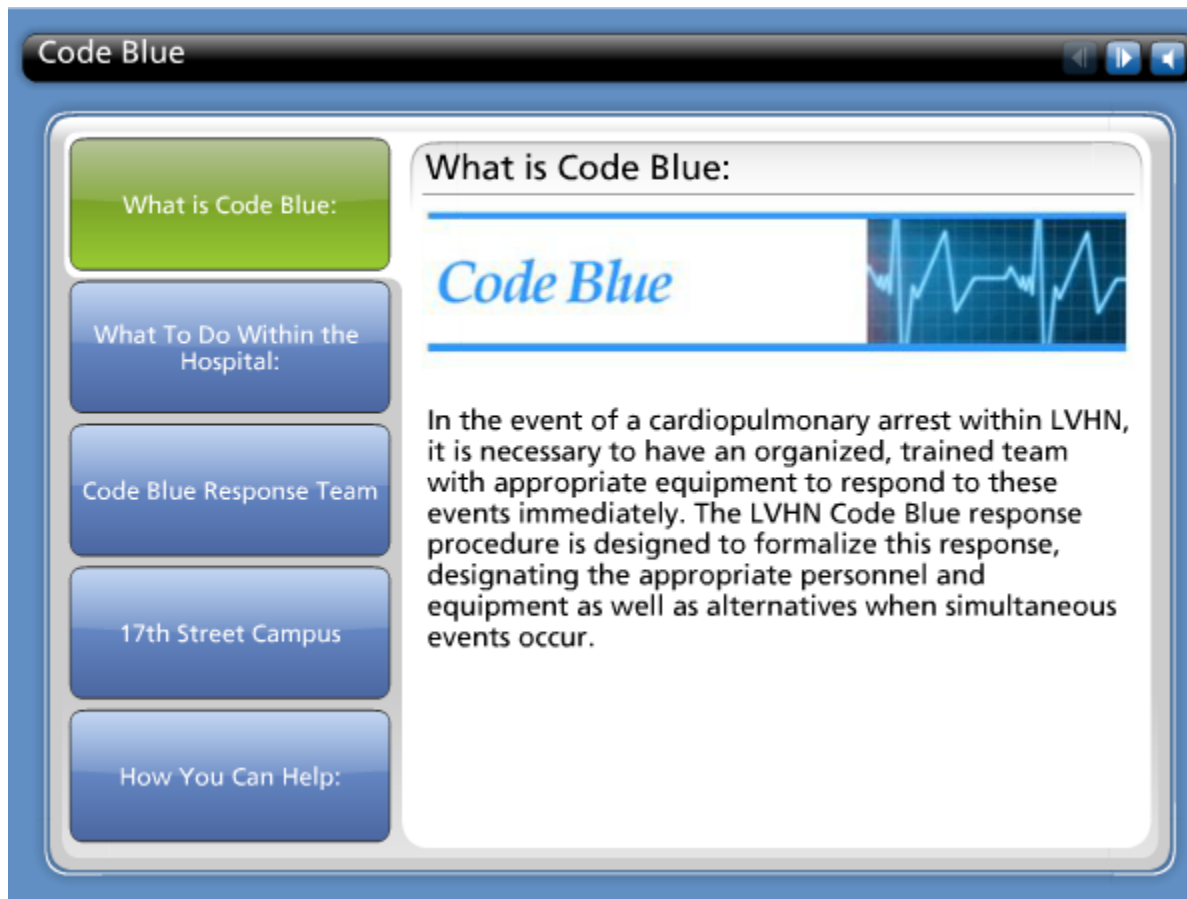 Code Blue
What is Code Blue:
What To Do Within the
Hospital:
Code Blue Response Team
17th Street Campus
How You Can Help:
What is Code Blue:
Code Blue
In the event of a cardiopulmonary arrest within LVHN,
it is necessary to have an organized, trained team
with appropriate equipment to respond to these
events immediately. The LVHN Code Blue response
procedure is designed to formalize this response,
designating the appropriate personnel and
equipment as well as alternatives when simultaneous
events occur.